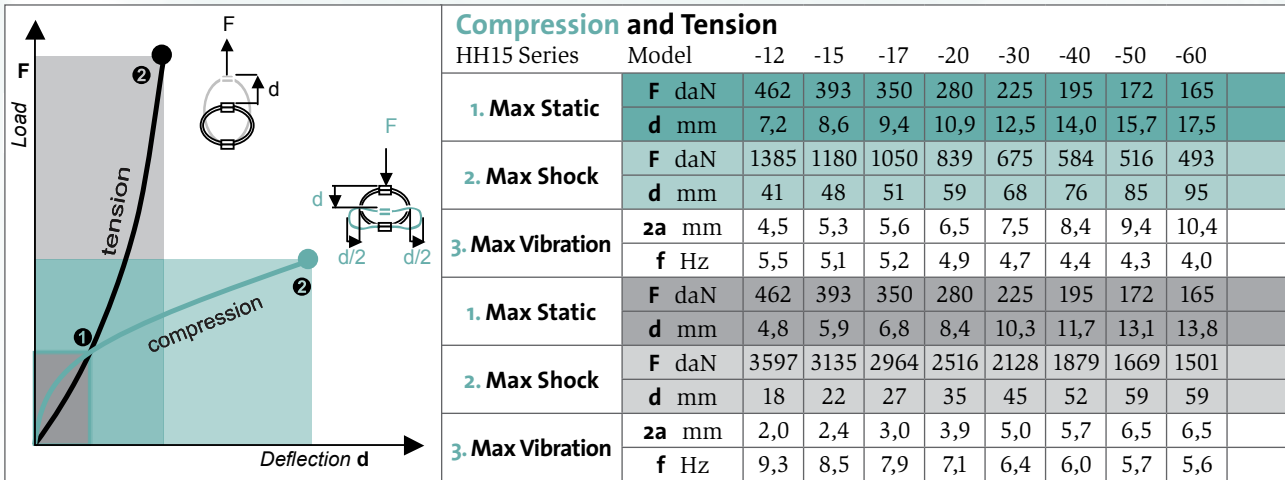 F
Load
tension
compression
Deflection d
1
2
2
F
d
F
d
d/2 d/2
Compression and Tension
HH15 Series Model -12 -15 -17 -20 -30 -40 -50 -60
1. Max Static F daN 462 393 350 280 225 195 172 165
d mm 7,2 8,6 9,4 10,9 12,5 14,0 15,7 17,5
2. Max Shock F daN 1385 1180 1050 839 675 584 516 493
d mm 41 48 51 59 68 76 85 95
3. Max Vibration 2a mm 4,5 5,3 5,6 6,5 7,5 8,4 9,4 10,4
f Hz 5,5 5,1 5,2 4,9 4,7 4,4 4,3 4,0
1. Max Static F daN 462 393 350 280 225 195 172 165
d mm 4,8 5,9 6,8 8,4 10,3 11,7 13,1 13,8
2. Max Shock F daN 3597 3135 2964 2516 2128 1879 1669 1501
d mm 18 22 27 35 45 52 59 59
3. Max Vibration 2a mm 2,0 2,4 3,0 3,9 5,0 5,7 6,5 6,5
f Hz 9,3 8,5 7,9 7,1 6,4 6,0 5,7 5,6